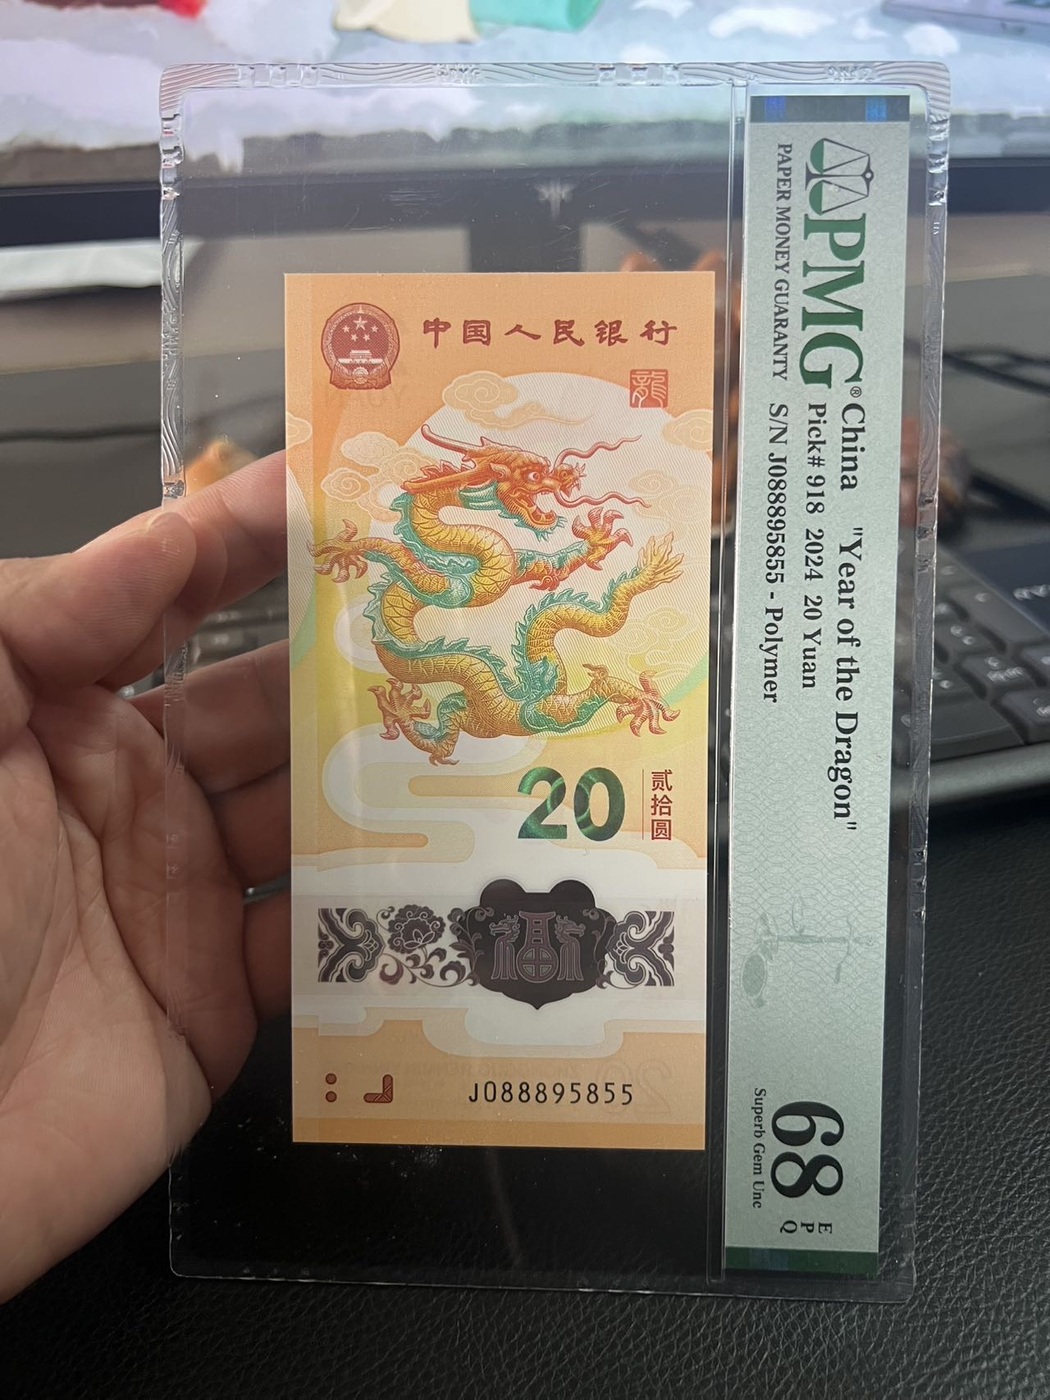 中国人民银行
龍
20
贰拾圆
福
J088895855
PMG®
PAPER MONEY GUARANTY
China "Year of the Dragon"
Pick# 918 2024 20 Yuan
S/N J088895855 - Polymer
68 EPQ
Superb Gem Unc